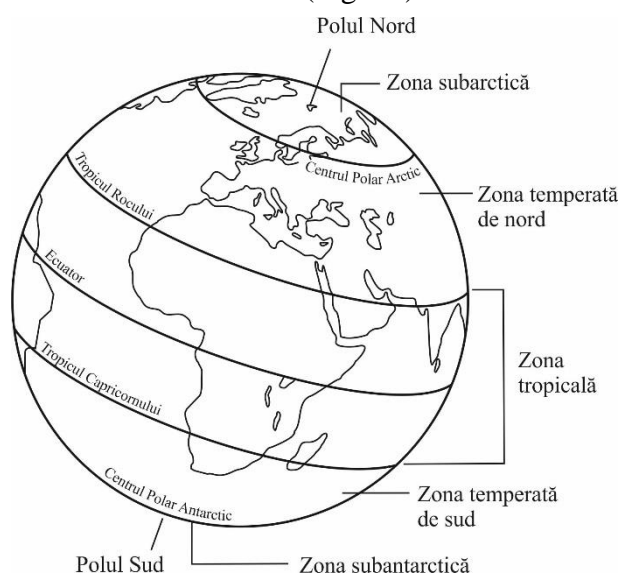 Polul Nord
Zona subarctică
Centrul Polar Arctic
Tropicul Rocului
Zona temperată
de nord
Ecuator
Zona
tropicală
Tropicul Capricornului
Centrul Polar Antarctic
Zona temperată
de sud
Polul Sud
Zona subantarctică